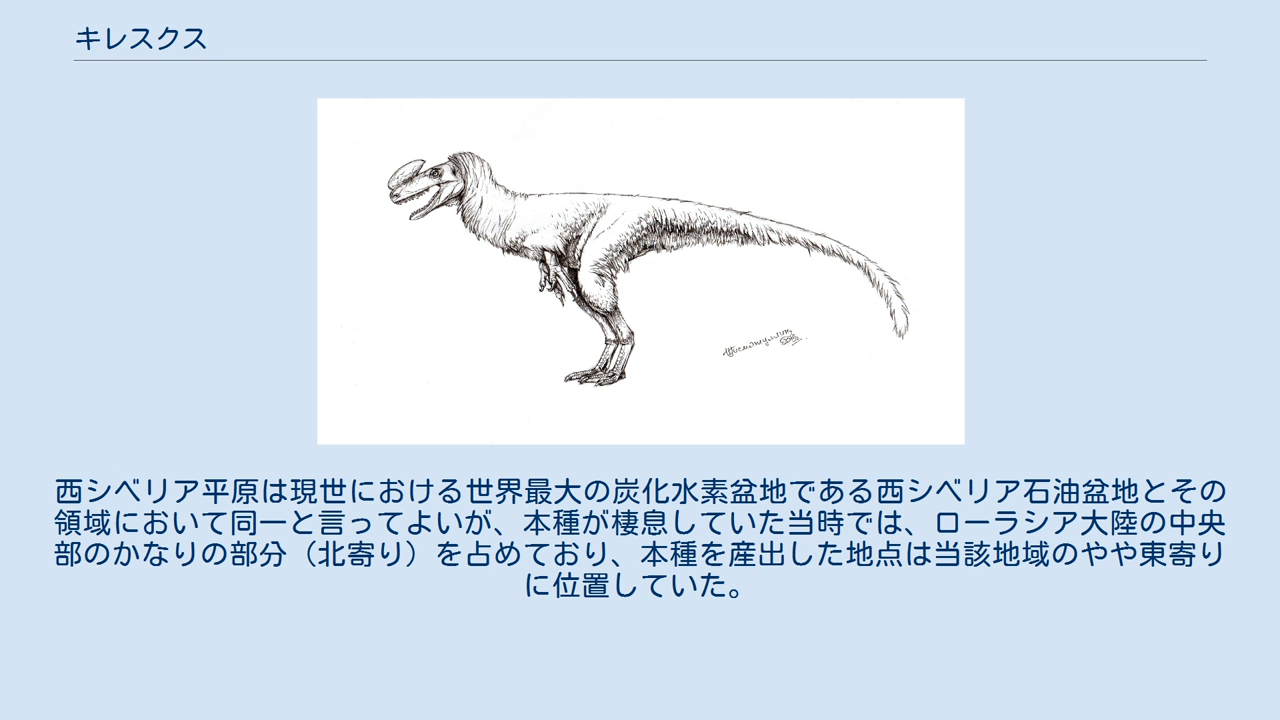 キレスクス
西シベリア平原は現世における世界最大の炭化水素盆地である西シベリア石油盆地とその
領域において同一と言ってよいが、本種が棲息していた当時では、ローラシア大陸の中央
部のかなりの部分（北寄り）を占めており、本種を産出した地点は当該地域のやや東寄り
に位置していた。